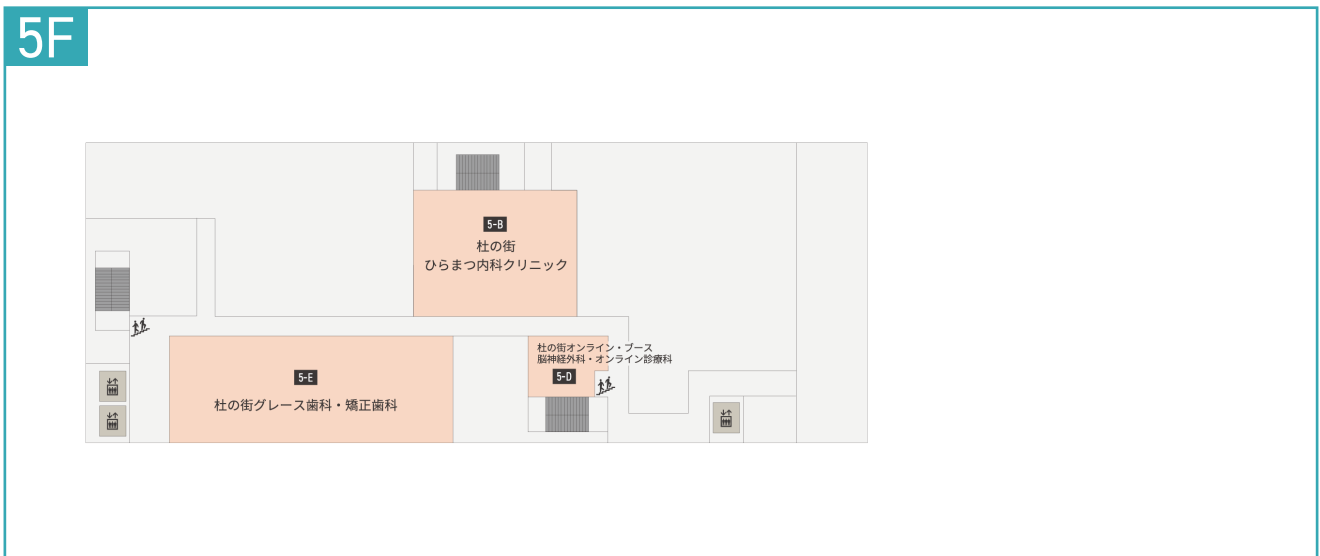 5F
5-B
杜の街
ひらまつ内科クリニック
杜の街オンライン・ブース
脳神経外科・オンライン診療科
5-D
5-E
杜の街グレース歯科・矯正歯科